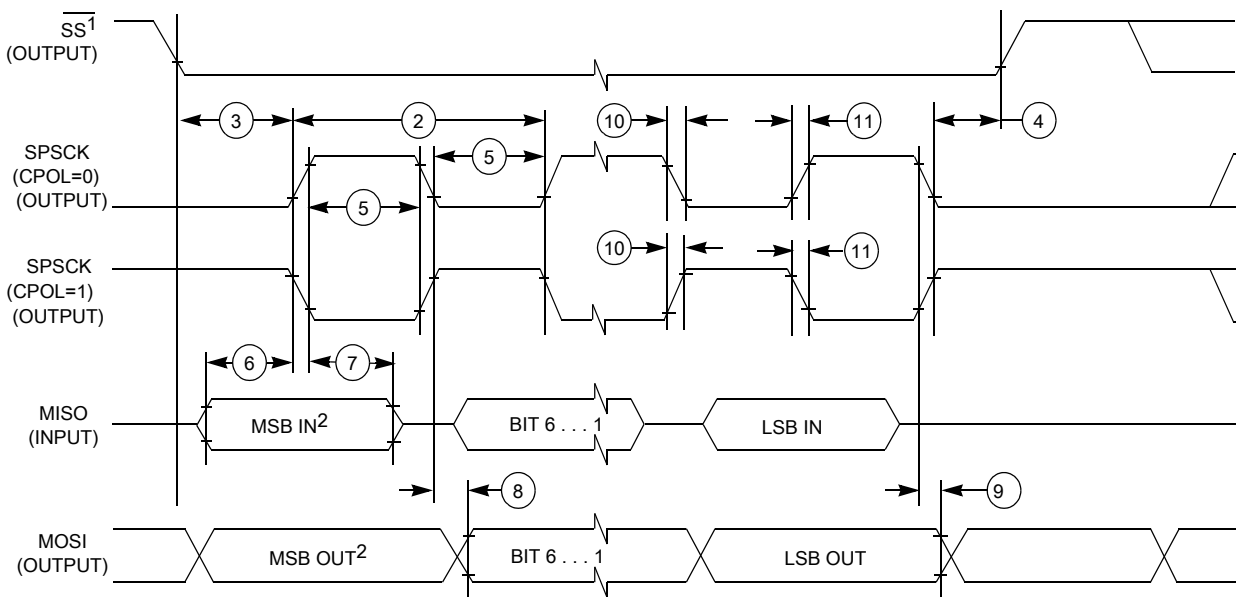 SS¹
(OUTPUT)
3
2
10
11
4
SPSCK
(CPOL=0)
(OUTPUT)
5
5
10
11
SPSCK
(CPOL=1)
(OUTPUT)
6
7
MISO
(INPUT)
MSB IN²
BIT 6 . . . 1
LSB IN
8
9
MOSI
(OUTPUT)
MSB OUT²
BIT 6 . . . 1
LSB OUT